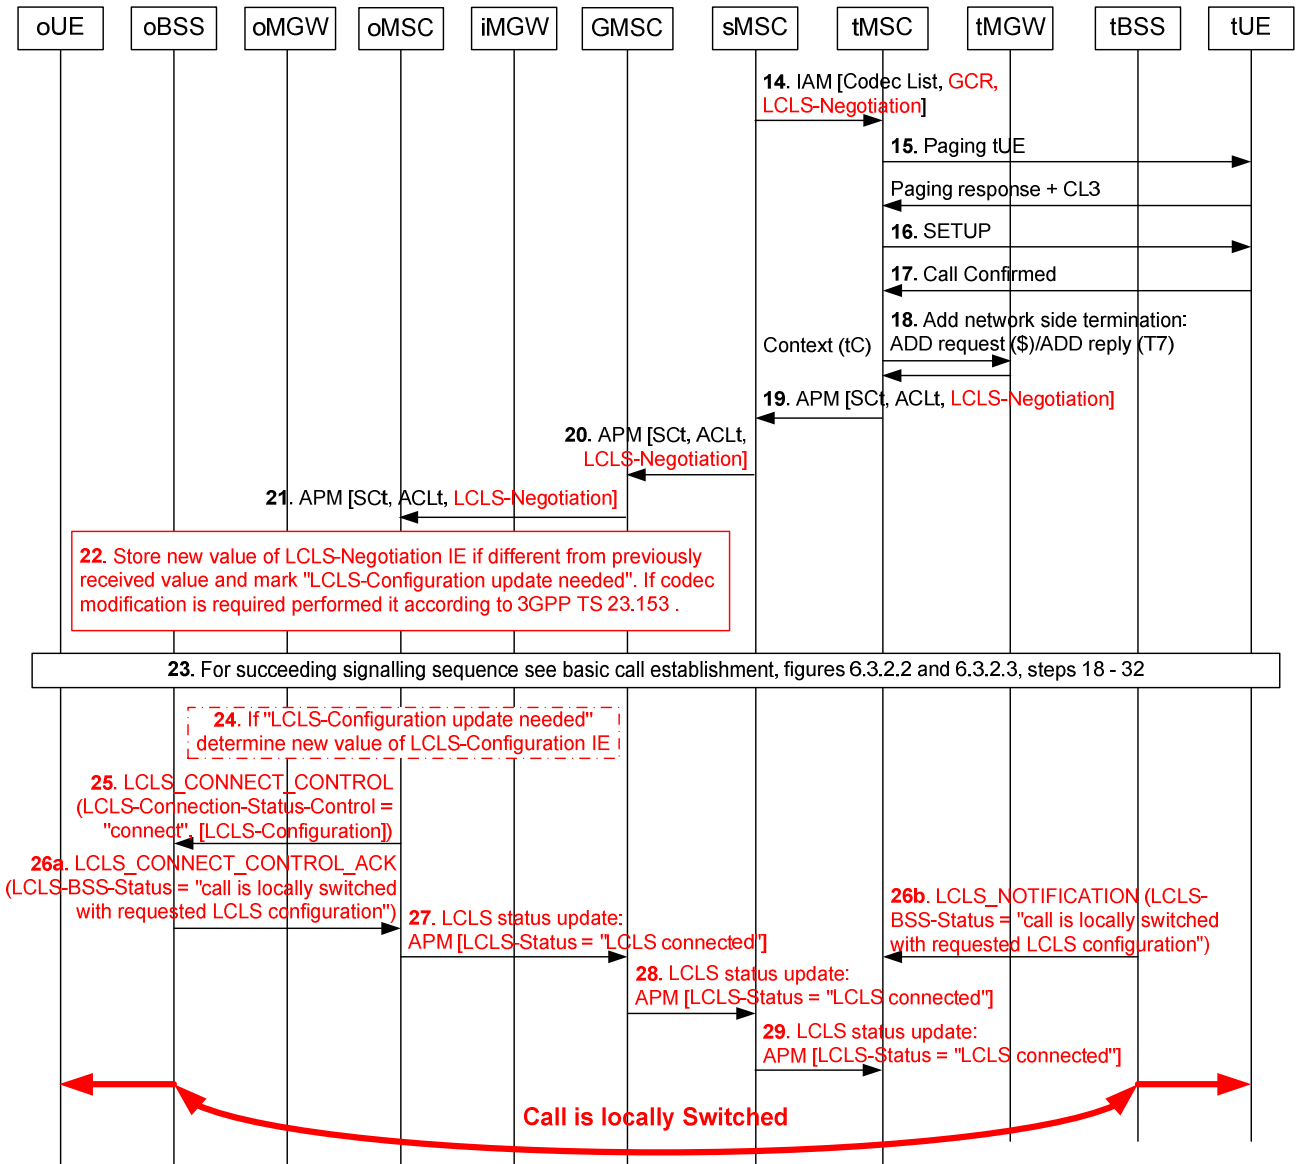 oUE oBSS oMGW oMSC iMGW GMSC sMSC tMSC tMGW tBSS tUE
14. IAM [Codec List, GCR,
LCLS-Negotiation]
15. Paging tUE
Paging response + CL3
16. SETUP
17. Call Confirmed
18. Add network side termination:
Context (tC)
ADD request ($)/ADD reply (T7)
19. APM [SCt, ACLt, LCLS-Negotiation]
20. APM [SCt, ACLt,
LCLS-Negotiation]
21. APM [SCt, ACLt, LCLS-Negotiation]
22. Store new value of LCLS-Negotiation IE if different from previously
received value and mark "LCLS-Configuration update needed". If codec
modification is required performed it according to 3GPP TS 23.153 .
23. For succeeding signalling sequence see basic call establishment, figures 6.3.2.2 and 6.3.2.3, steps 18 - 32
24. If "LCLS-Configuration update needed"
determine new value of LCLS-Configuration IE
25. LCLS_CONNECT_CONTROL
(LCLS-Connection-Status-Control =
"connect", [LCLS-Configuration])
26a. LCLS_CONNECT_CONTROL_ACK
(LCLS-BSS-Status = "call is locally switched
with requested LCLS configuration")
26b. LCLS_NOTIFICATION (LCLS-
BSS-Status = "call is locally switched
with requested LCLS configuration")
27. LCLS status update:
APM [LCLS-Status = "LCLS connected"]
28. LCLS status update:
APM [LCLS-Status = "LCLS connected"]
29. LCLS status update:
APM [LCLS-Status = "LCLS connected"]
Call is locally Switched